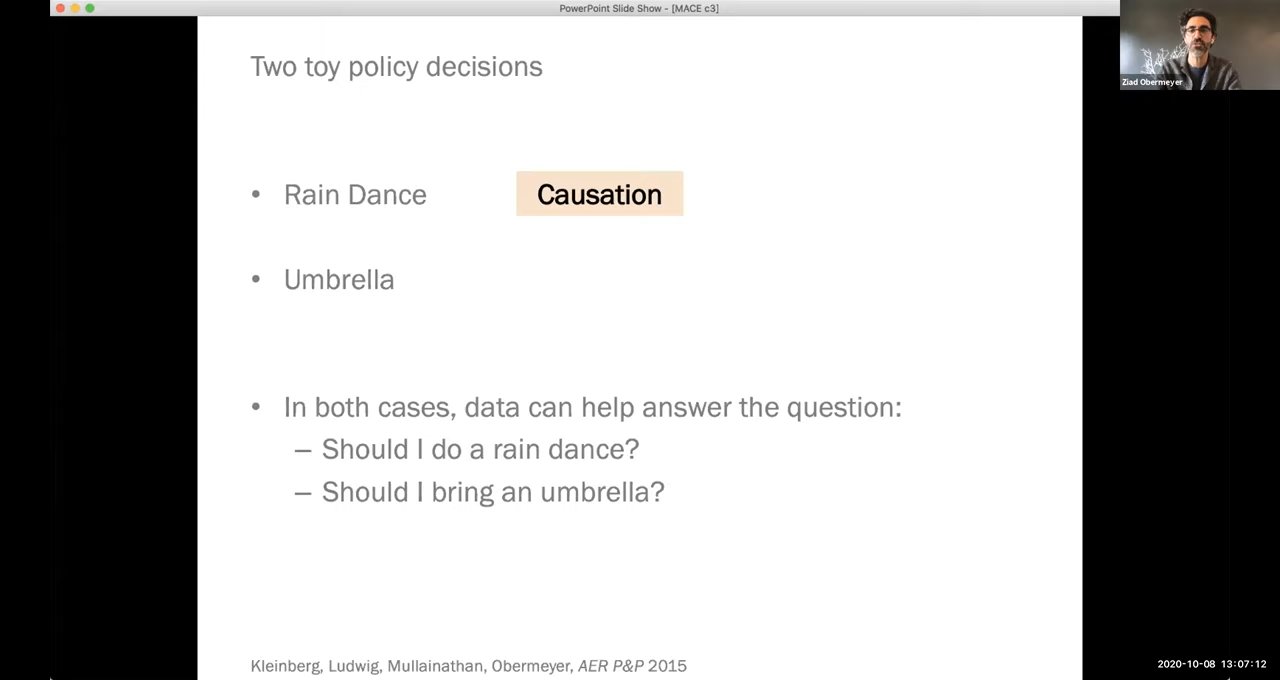 PowerPoint Slide Show - [MACE c3]
Ziad Obermeyer
Two toy policy decisions
• Rain Dance Causation
• Umbrella
• In both cases, data can help answer the question:
– Should I do a rain dance?
– Should I bring an umbrella?
Kleinberg, Ludwig, Mullainathan, Obermeyer, AER P&P 2015
2020-10-08 13:07:12